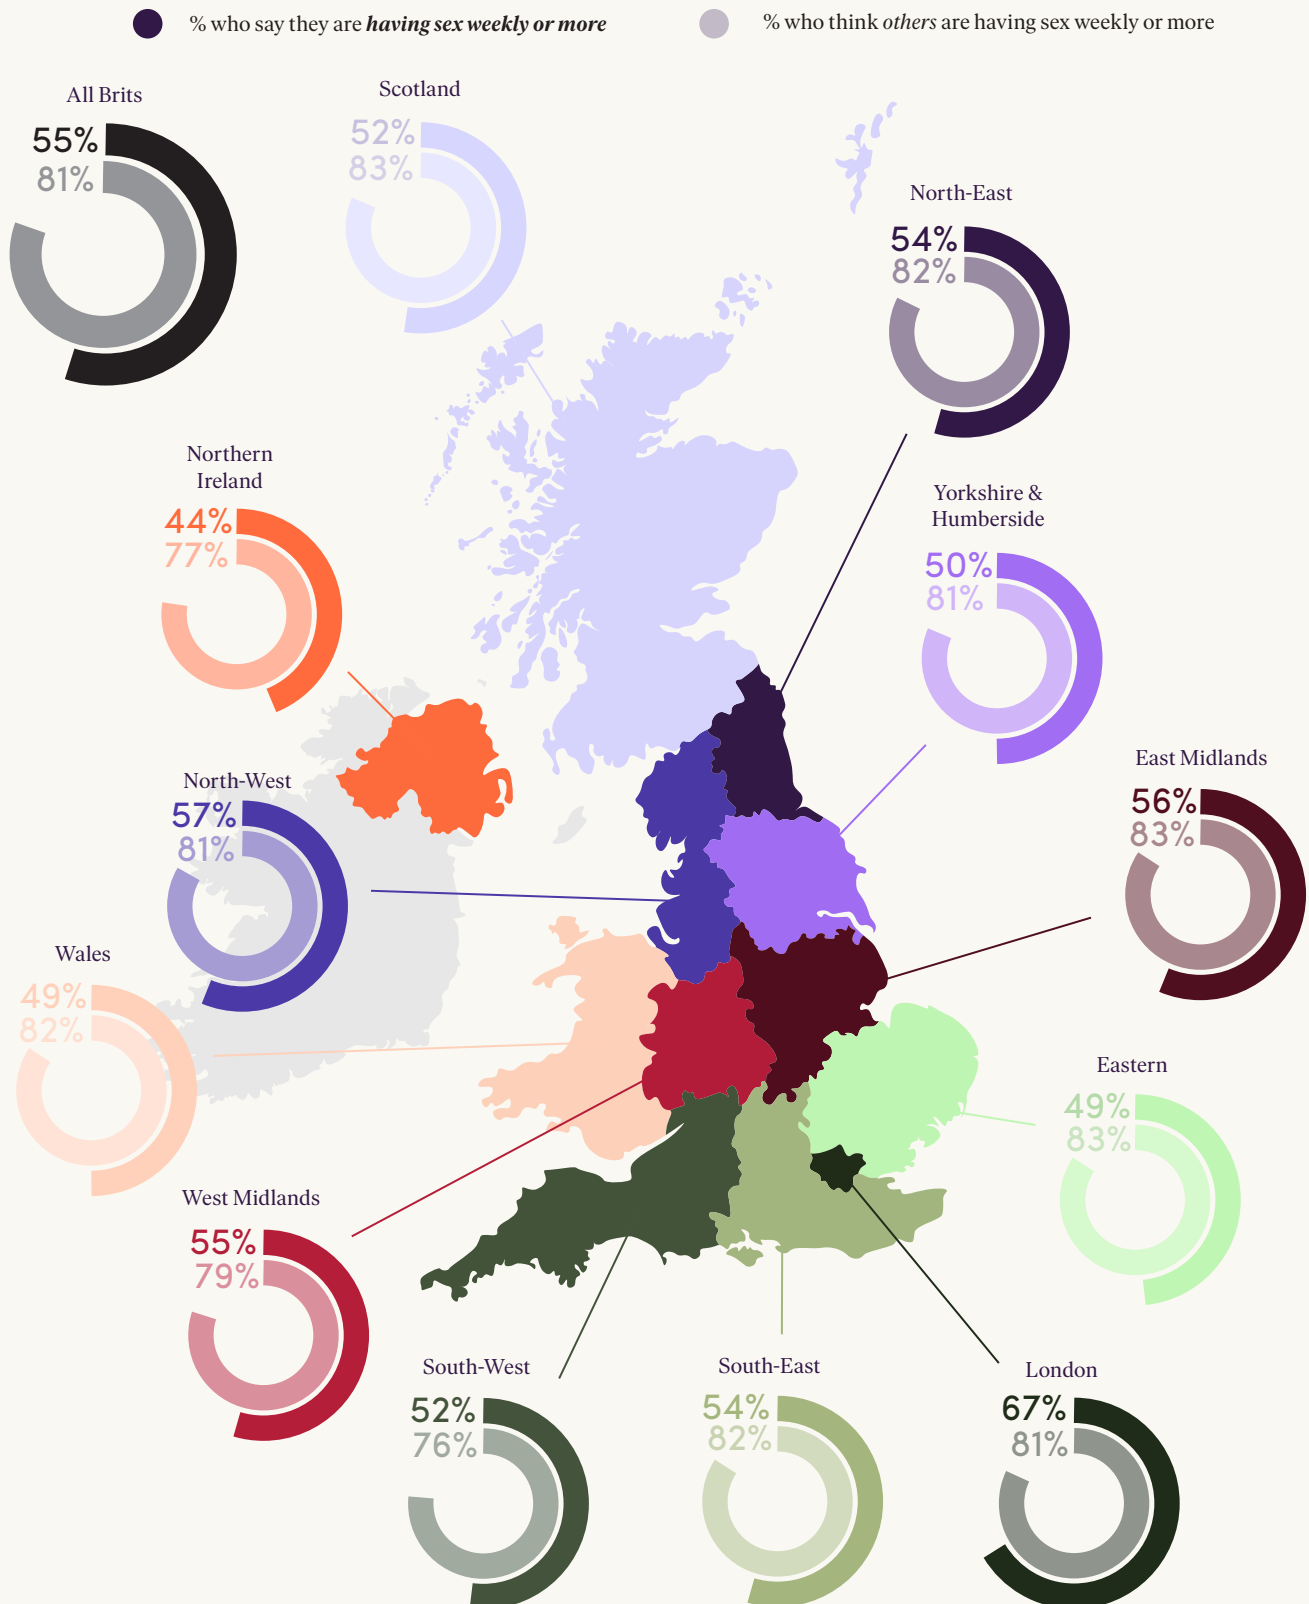 % who say they are having sex weekly or more
% who think others are having sex weekly or more
All Brits
55%
81%
Scotland
52%
83%
North-East
54%
82%
Northern
Ireland
44%
77%
Yorkshire &
Humberside
50%
81%
North-West
57%
81%
East Midlands
56%
83%
Wales
49%
82%
Eastern
49%
83%
West Midlands
55%
79%
South-West
52%
76%
South-East
54%
82%
London
67%
81%